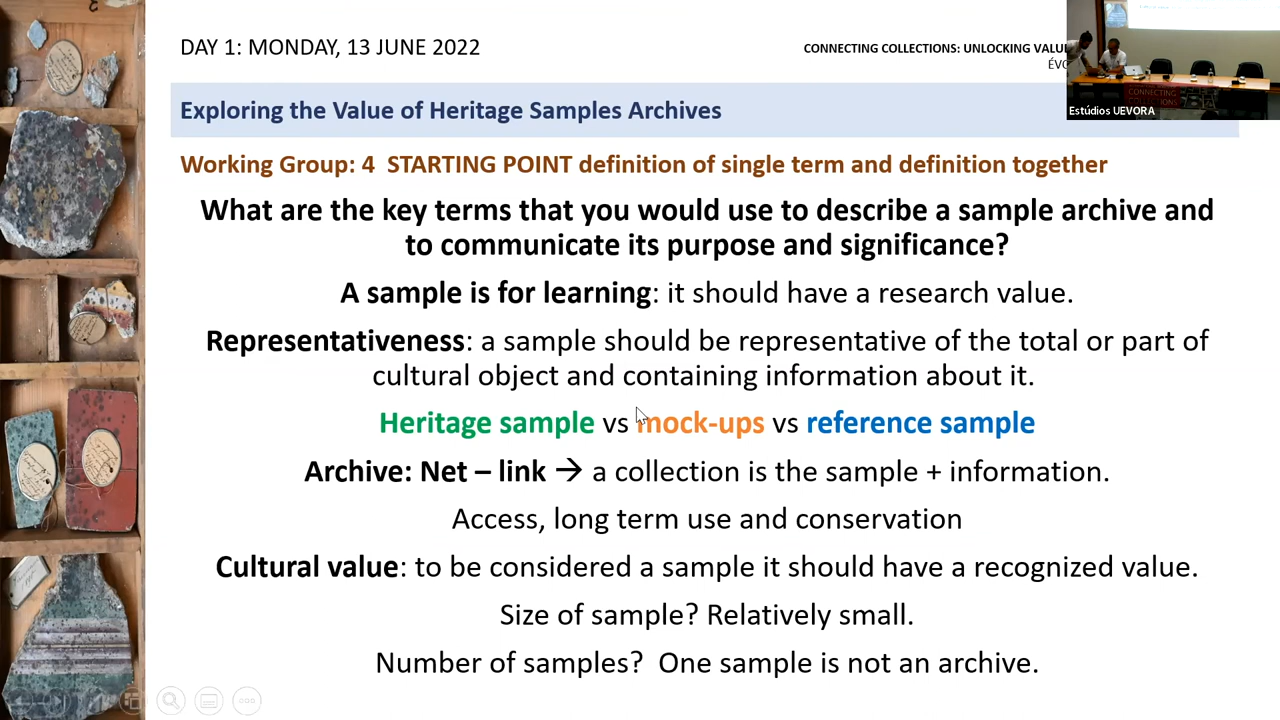 DAY 1: MONDAY, 13 JUNE 2022
CONNECTING COLLECTIONS: UNLOCKING VALU
ÉVO
Estúdios UEVORA
CONNECTING
COLLECTIONS
Exploring the Value of Heritage Samples Archives
Working Group: 4 STARTING POINT definition of single term and definition together
What are the key terms that you would use to describe a sample archive and
to communicate its purpose and significance?
A sample is for learning: it should have a research value.
Representativeness: a sample should be representative of the total or part of
cultural object and containing information about it.
Heritage sample vs mock-ups vs reference sample
Archive: Net – link → a collection is the sample + information.
Access, long term use and conservation
Cultural value: to be considered a sample it should have a recognized value.
Size of sample? Relatively small.
Number of samples? One sample is not an archive.